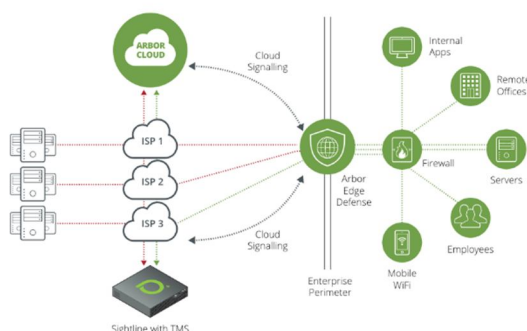 ARBOR
CLOUD
Cloud
Signalling
Internal
Apps
Remote
Offices
ISP 1
ISP 2
ISP 3
Arbor
Edge
Defense
Firewall
Servers
Employees
Mobile
WiFi
Cloud
Signalling
Enterprise
Perimeter
Sightline with TMS